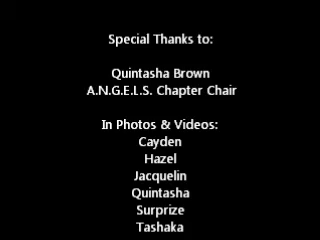 Special Thanks to:
Quintasha Brown
A.N.G.E.L.S. Chapter Chair
In Photos & Videos:
Cayden
Hazel
Jacquelin
Quintasha
Surprize
Tashaka